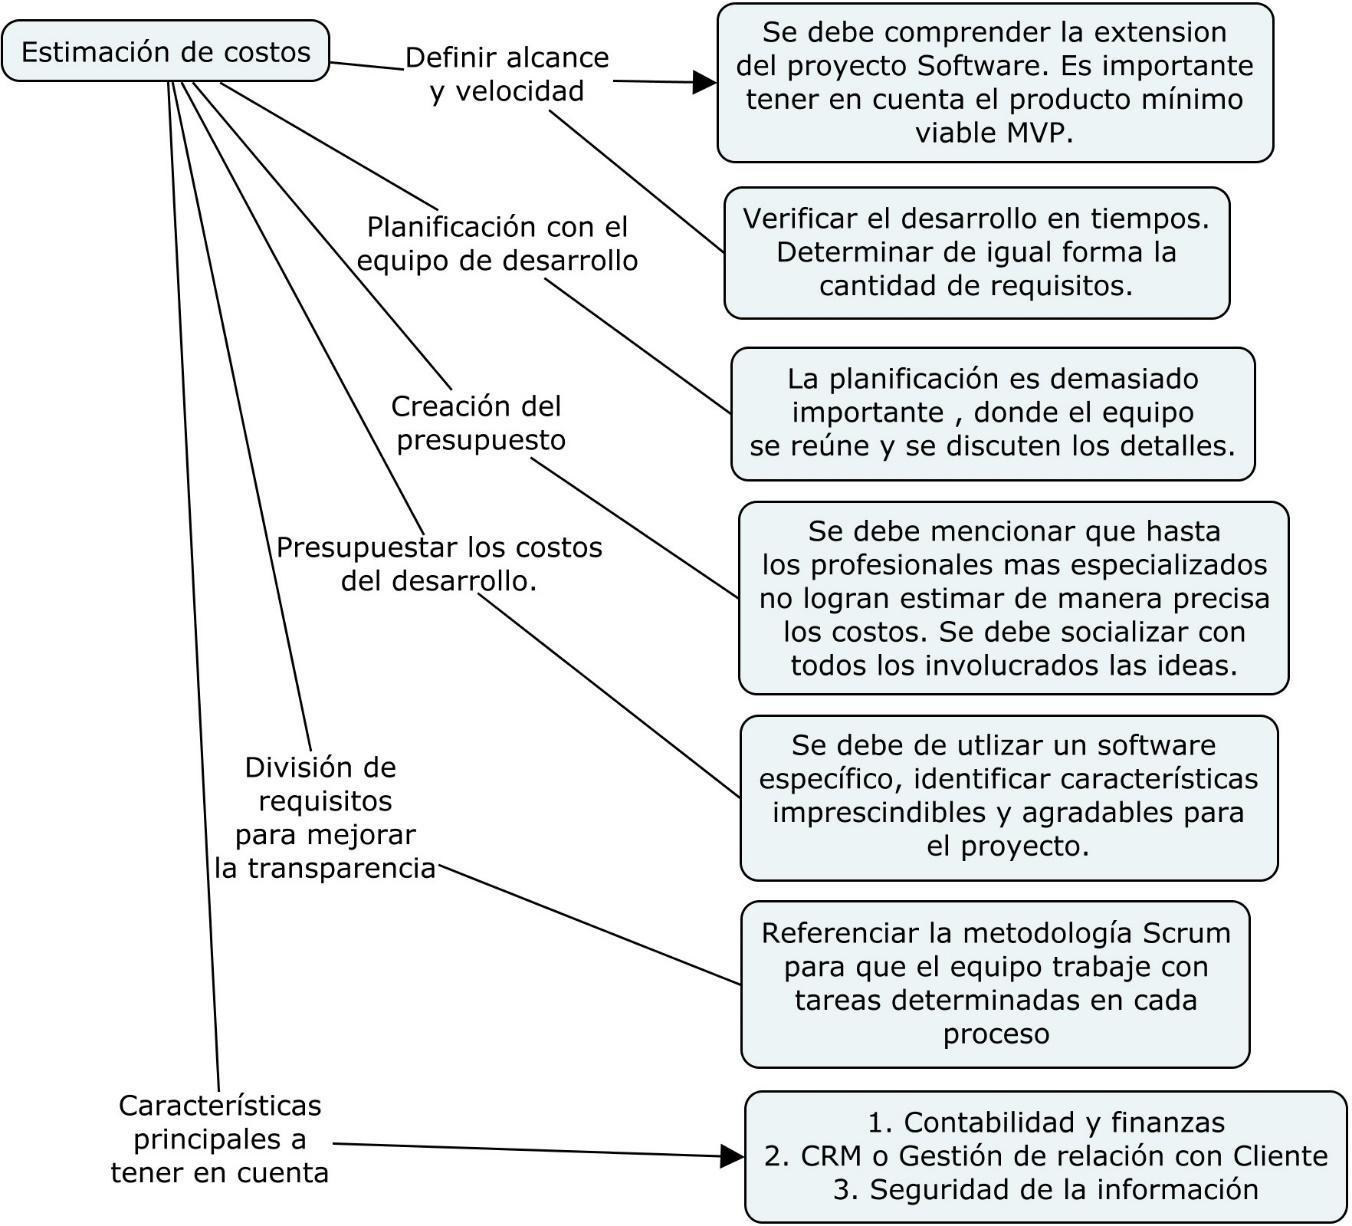 Estimación de costos
Definir alcance
y velocidad
Se debe comprender la extension
del proyecto Software. Es importante
tener en cuenta el producto mínimo
viable MVP.
Verificar el desarrollo en tiempos.
Determinar de igual forma la
cantidad de requisitos.
Planificación con el
equipo de desarrollo
La planificación es demasiado
importante , donde el equipo
se reúne y se discuten los detalles.
Creación del
presupuesto
Se debe mencionar que hasta
los profesionales mas especializados
no logran estimar de manera precisa
los costos. Se debe socializar con
todos los involucrados las ideas.
Presupuestar los costos
del desarrollo.
Se debe de utlizar un software
específico, identificar características
imprescindibles y agradables para
el proyecto.
División de
requisitos
para mejorar
la transparencia
Referenciar la metodología Scrum
para que el equipo trabaje con
tareas determinadas en cada
proceso
Características
principales a
tener en cuenta
1. Contabilidad y finanzas
2. CRM o Gestión de relación con Cliente
3. Seguridad de la información